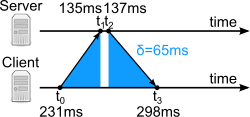 Server
135ms 137ms
time
t1 t2
δ=65ms
Client
time
t0
t3
231ms
298ms